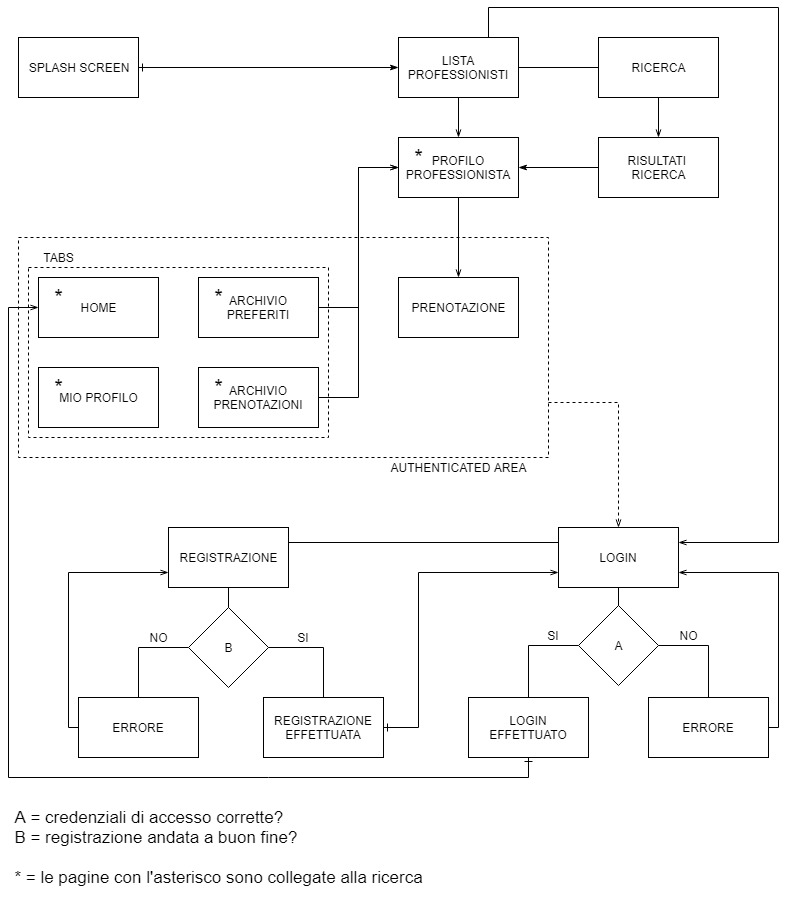 SPLASH SCREEN
LISTA
PROFESSIONISTI
RICERCA
* PROFILO
PROFESSIONISTA
RISULTATI
RICERCA
TABS
* HOME
* ARCHIVIO
PREFERITI
PRENOTAZIONE
* MIO PROFILO
* ARCHIVIO
PRENOTAZIONI
AUTHENTICATED AREA
REGISTRAZIONE
LOGIN
NO
B
SI
SI
A
NO
ERRORE
REGISTRAZIONE
EFFETTUATA
LOGIN
EFFETTUATO
ERRORE
A = credenziali di accesso corrette?
B = registrazione andata a buon fine?
* = le pagine con l'asterisco sono collegate alla ricerca